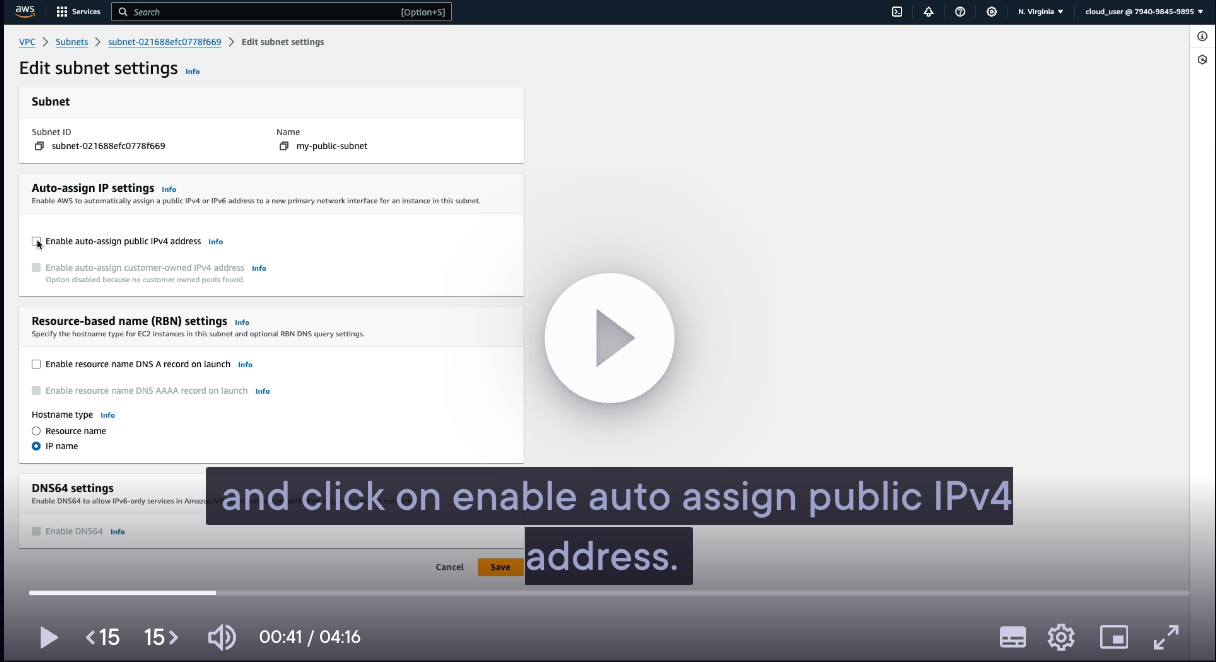 aws Services Search [Option+S] N. Virginia cloud_user @ 7940-9845-9895
VPC > Subnets > subnet-021688efc0778f669 > Edit subnet settings
Edit subnet settings Info
Subnet
Subnet ID
subnet-021688efc0778f669
Name
my-public-subnet
Auto-assign IP settings Info
Enable AWS to automatically assign a public IPv4 or IPv6 address to a new primary network interface for an instance in this subnet.
Enable auto-assign public IPv4 address Info
Enable auto-assign customer-owned IPv4 address Info
Option disabled because no customer owned pools found.
Resource-based name (RBN) settings Info
Specify the hostname type for EC2 instances in this subnet and optional RBN DNS query settings.
Enable resource name DNS A record on launch Info
Enable resource name DNS AAAA record on launch Info
Hostname type Info
Resource name
IP name
DNS64 settings
Enable DNS64 to allow IPv6-only services in Amazon
Enable DNS64 Info
and click on enable auto assign public IPv4
address.
Cancel Save
<15 15> 00:41 / 04:16